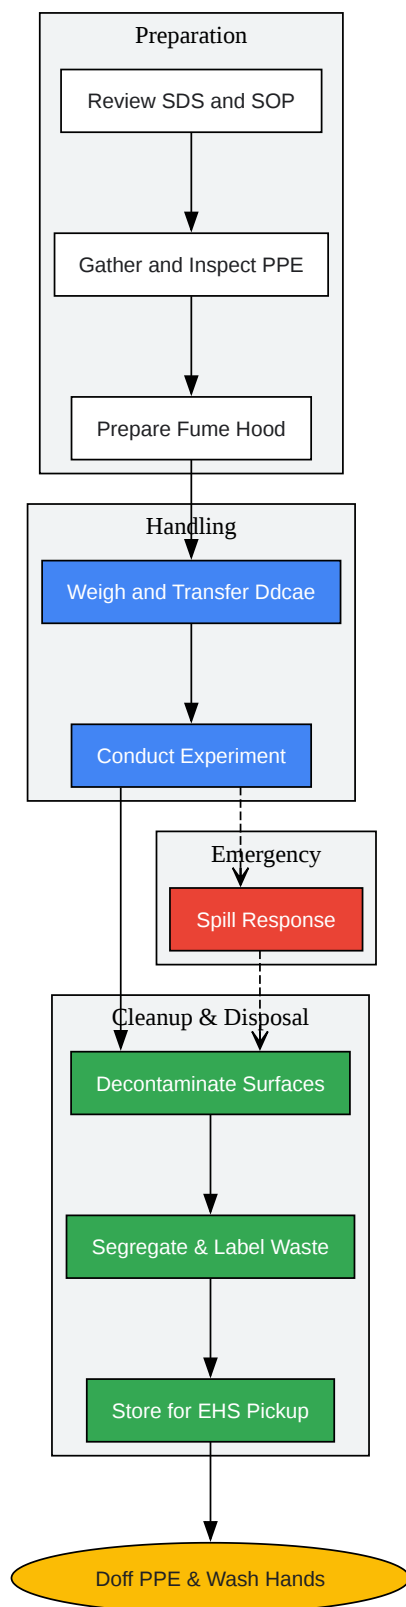 Preparation
Review SDS and SOP
Gather and Inspect PPE
Prepare Fume Hood
Handling
Weigh and Transfer Ddcae
Conduct Experiment
Emergency
Spill Response
Cleanup & Disposal
Decontaminate Surfaces
Segregate & Label Waste
Store for EHS Pickup
Doff PPE & Wash Hands